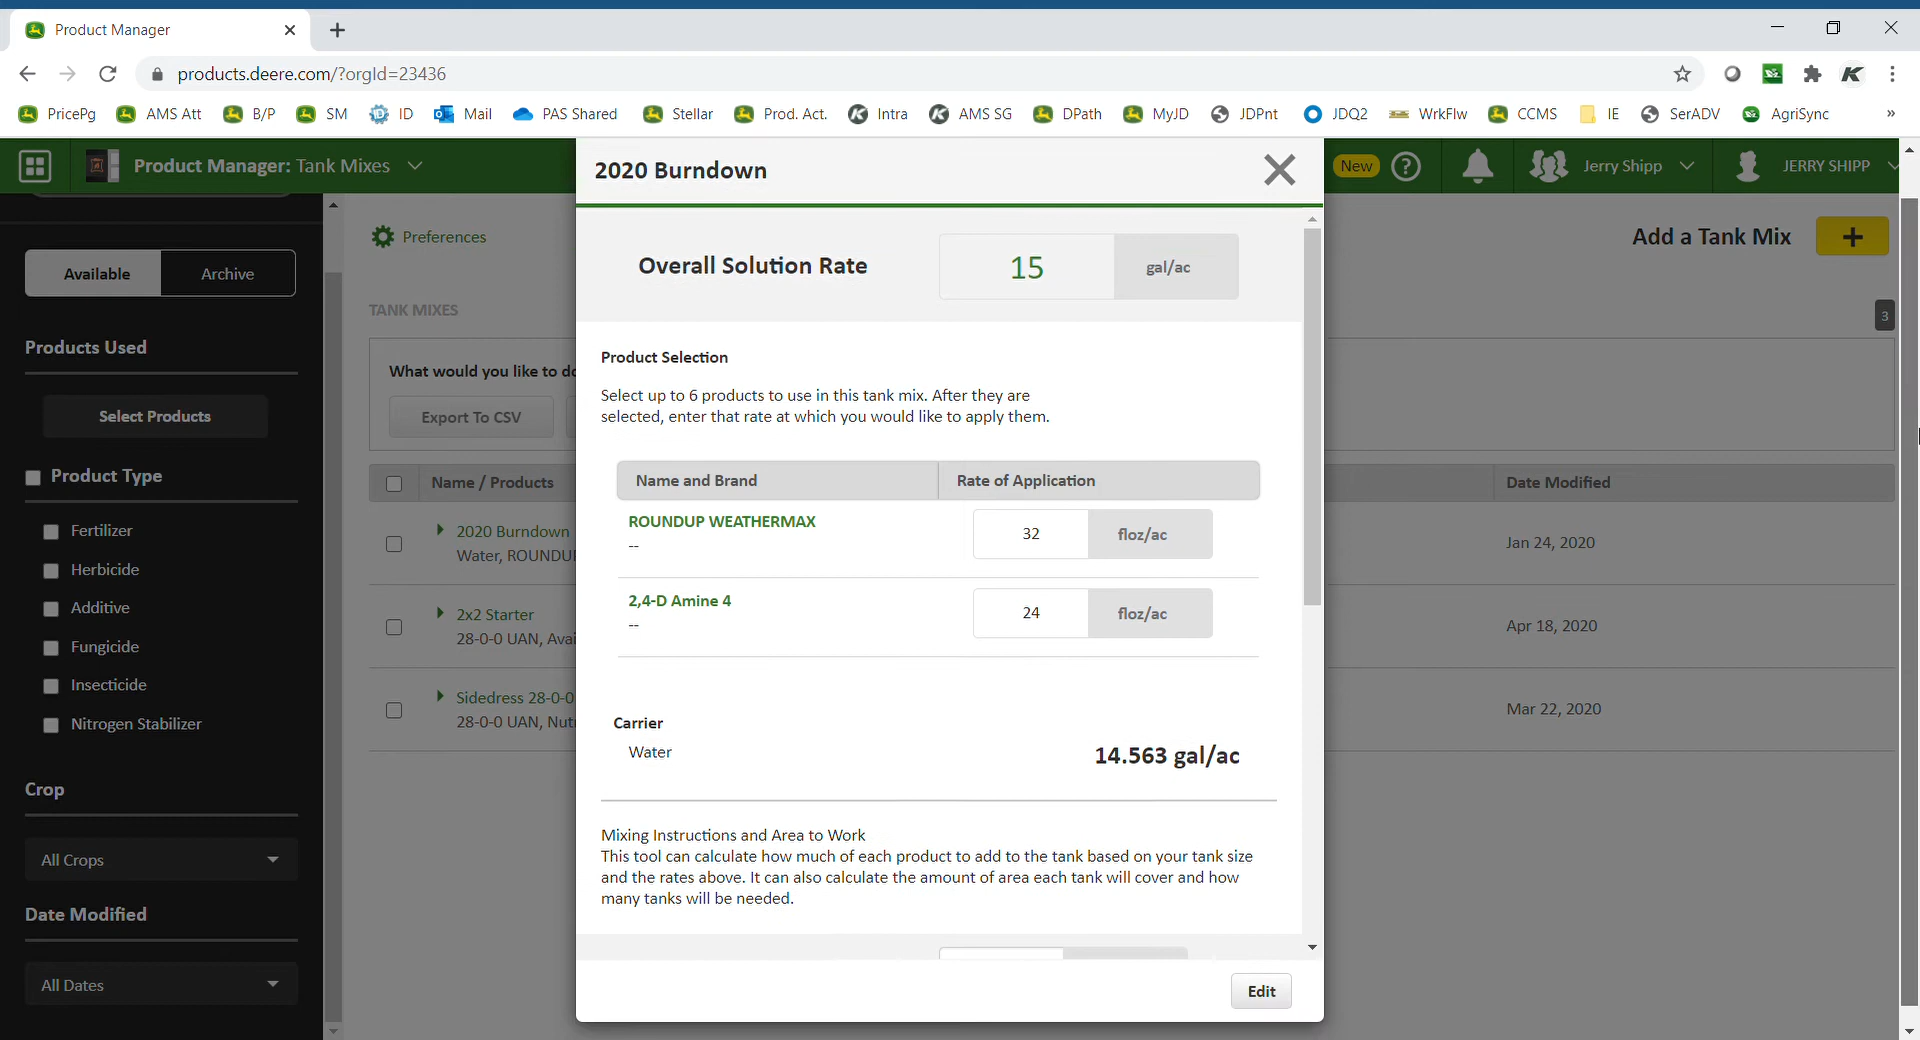 Product Manager
products.deere.com/?orgId=23436
PricePg AMS Att B/P SM ID Mail PAS Shared Stellar Prod. Act. Intra AMS SG DPath MyJD JDPnt JDQ2 WrkFlw CCMS IE SerADV AgriSync »
Product Manager: Tank Mixes
New
Jerry Shipp
JERRY SHIPP
Available
Archive
Products Used
Select Products
Product Type
Fertilizer
Herbicide
Additive
Fungicide
Insecticide
Nitrogen Stabilizer
Crop
All Crops
Date Modified
All Dates
Preferences
Add a Tank Mix
TANK MIXES
3
What would you like to do
Export To CSV
Name / Products
Date Modified
2020 Burndown
Water, ROUNDU
Jan 24, 2020
2x2 Starter
28-0-0 UAN, Avai
Apr 18, 2020
Sidedress 28-0-0
28-0-0 UAN, Nut
Mar 22, 2020
2020 Burndown
Overall Solution Rate
15
gal/ac
Product Selection
Select up to 6 products to use in this tank mix. After they are
selected, enter that rate at which you would like to apply them.
Name and Brand
Rate of Application
ROUNDUP WEATHERMAX
--
32
floz/ac
2,4-D Amine 4
--
24
floz/ac
Carrier
Water
14.563 gal/ac
Mixing Instructions and Area to Work
This tool can calculate how much of each product to add to the tank based on your tank size
and the rates above. It can also calculate the amount of area each tank will cover and how
many tanks will be needed.
Edit